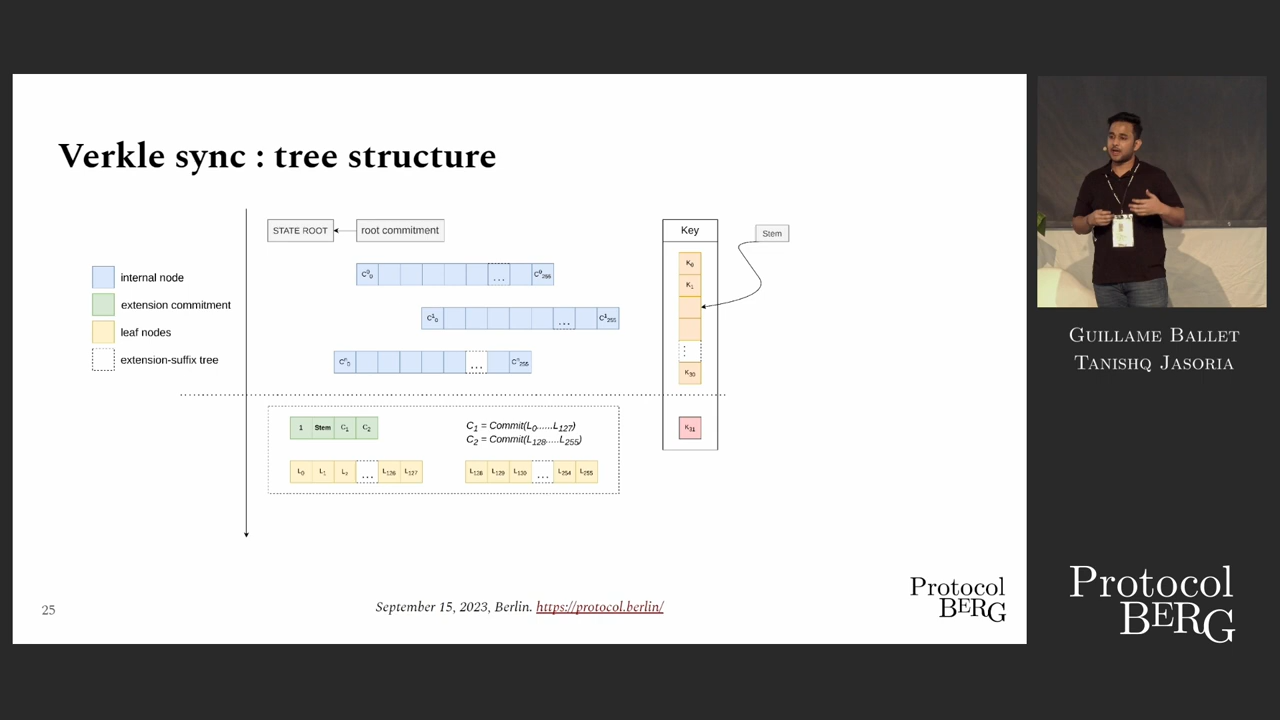 Verkle sync : tree structure
STATE ROOT
root commitment
Key
Stem
internal node
extension commitment
leaf nodes
extension-suffix tree
C⁰₀ ... C⁰₂₅₅
C¹₀ ... C¹₂₅₅
Cⁿ₀ ... Cⁿ₂₅₅
K₀
K₁
⋮
K₃₀
K₃₁
1 Stem C₁ C₂
C₁ = Commit(L₀.....L₁₂₇)
C₂ = Commit(L₁₂₈.....L₂₅₅)
L₀ L₁ L₂ ... L₁₂₆ L₁₂₇
L₁₂₈ L₁₂₉ L₁₃₀ ... L₂₅₄ L₂₅₅
25
September 15, 2023, Berlin. https://protocol.berlin/
Protocol
BERG
GUILLAME BALLET
TANISHQ JASORIA
Protocol
BERG